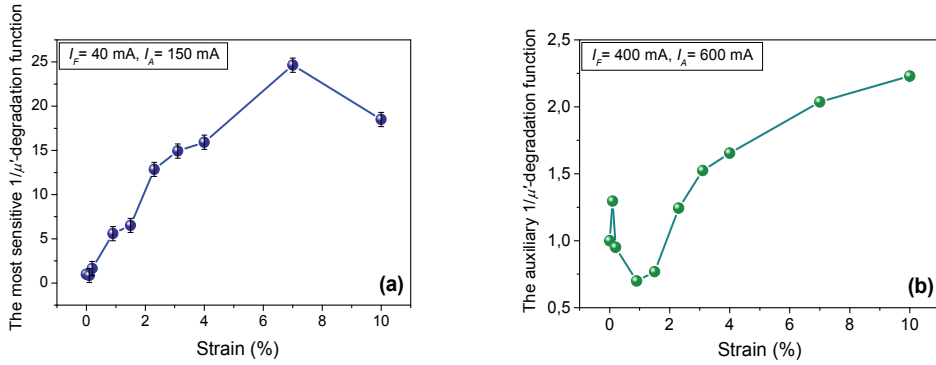 I_F= 40 mA, I_A= 150 mA
The most sensitive 1/μ′-degradation function
25
20
15
10
5
0
0 2 4 6 8 10
Strain (%)
(a)
I_F= 400 mA, I_A= 600 mA
The auxiliary 1/μ′-degradation function
2,5
2,0
1,5
1,0
0,5
0 2 4 6 8 10
Strain (%)
(b)